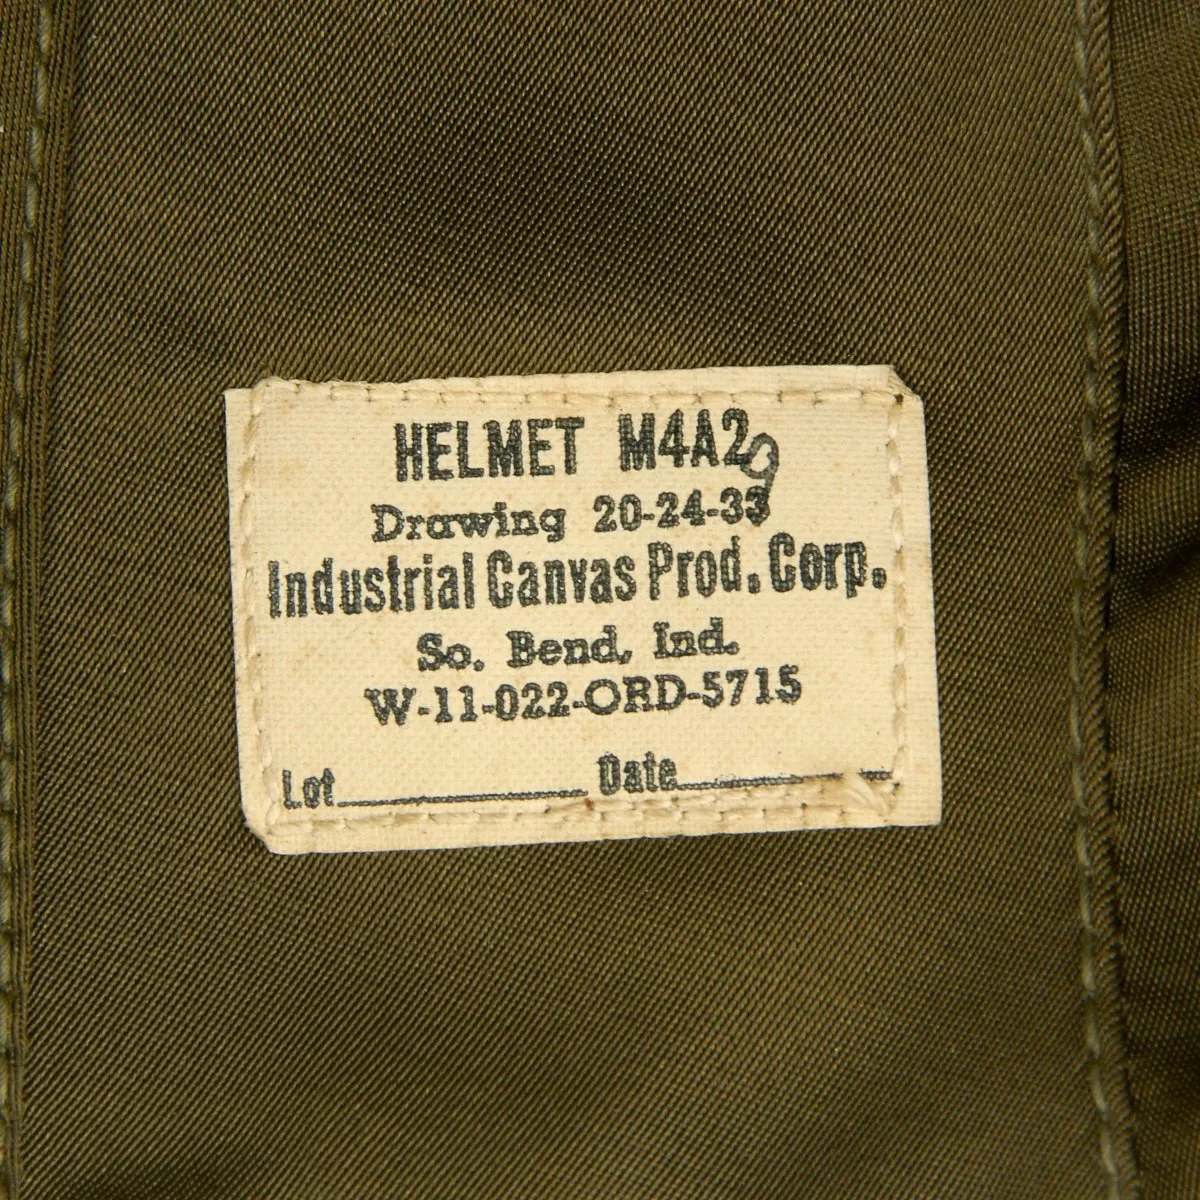 HELMET M4A2
9
Drawing 20-24-33
Industrial Canvas Prod. Corp.
So. Bend, Ind.
W-11-022-ORD-5715
Lot Date